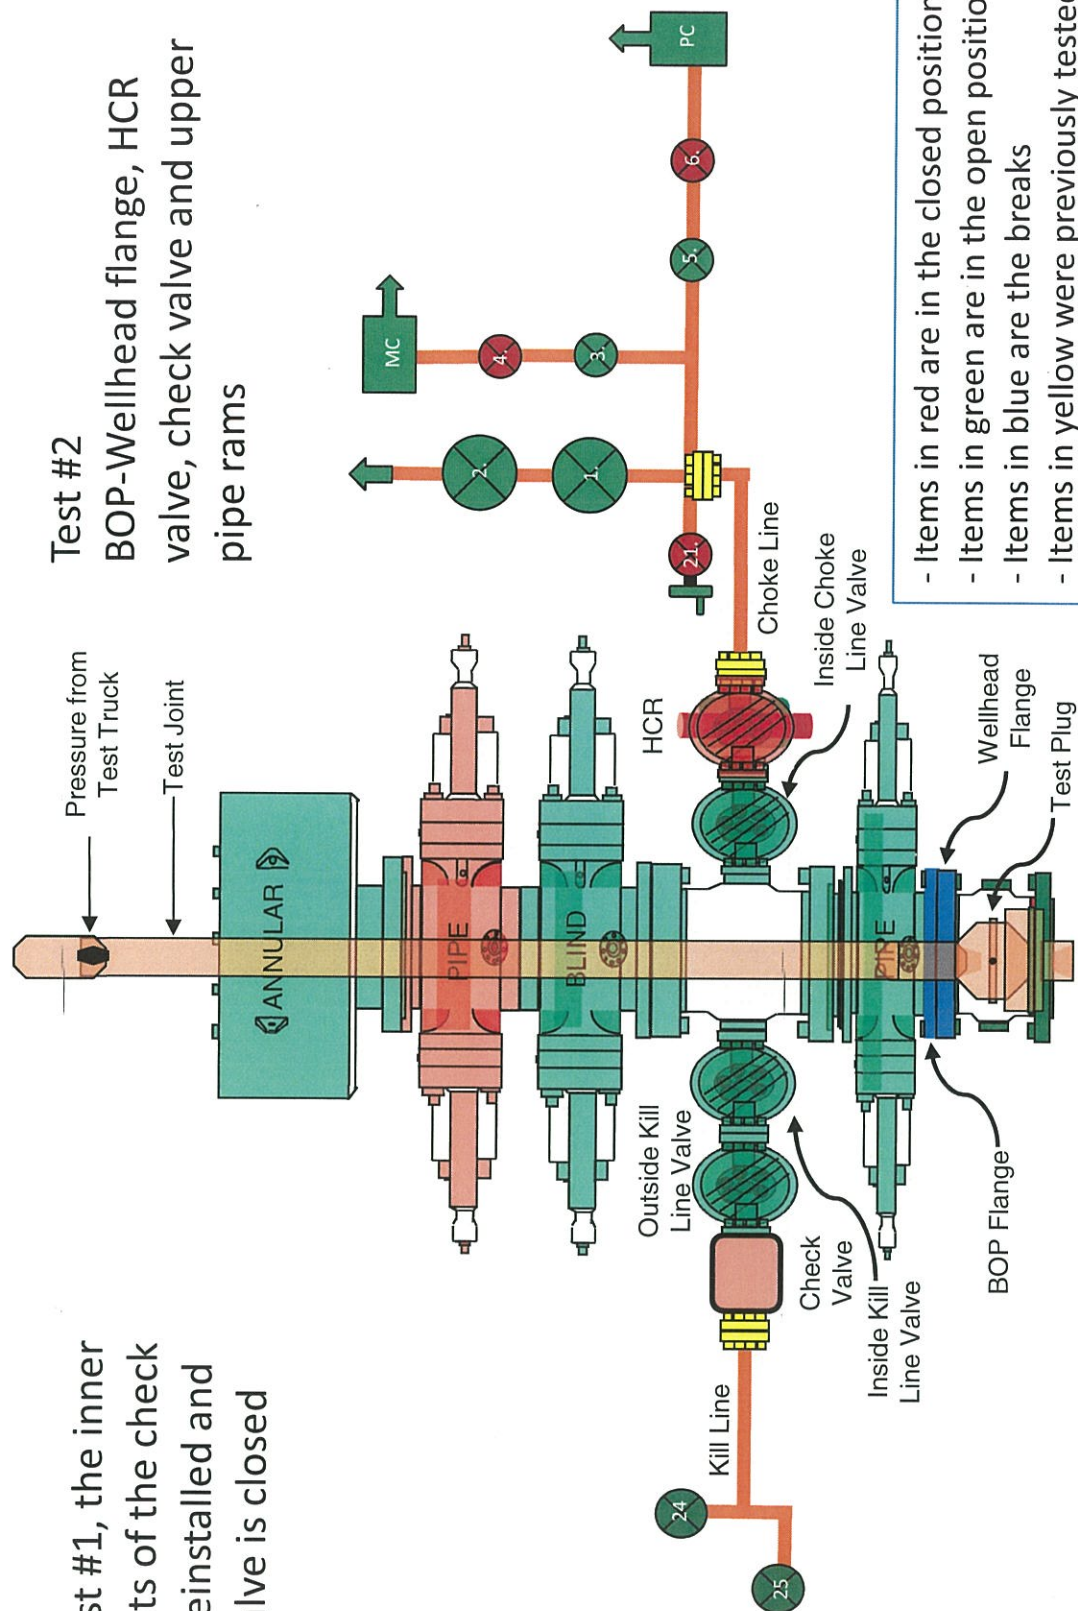 st #1, the inner
ts of the check
einstalled and
lve is closed
Test #2
BOP-Wellhead flange, HCR
valve, check valve and upper
pipe rams
Pressure from
Test Truck
Test Joint
ANNULAR
PIPE
BLIND
PIPE
Outside Kill
Line Valve
Check
Valve
Inside Kill
Line Valve
Kill Line
24
25
BOP Flange
HCR
Choke Line
Inside Choke
Line Valve
Wellhead
Flange
Test Plug
MC
PC
1.
2.
3.
4.
5.
6.
21.
- Items in red are in the closed position
- Items in green are in the open positio
- Items in blue are the breaks
- Items in yellow were previously tested